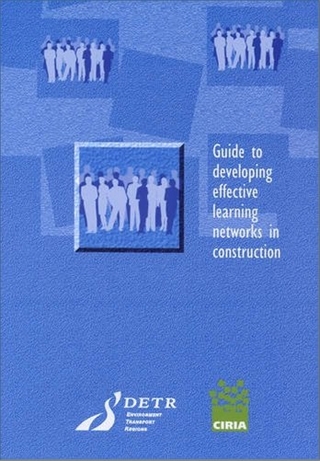 Guide to
developing
effective
learning
networks in
construction
DETR
ENVIRONMENT
TRANSPORT
REGIONS
CIRIA